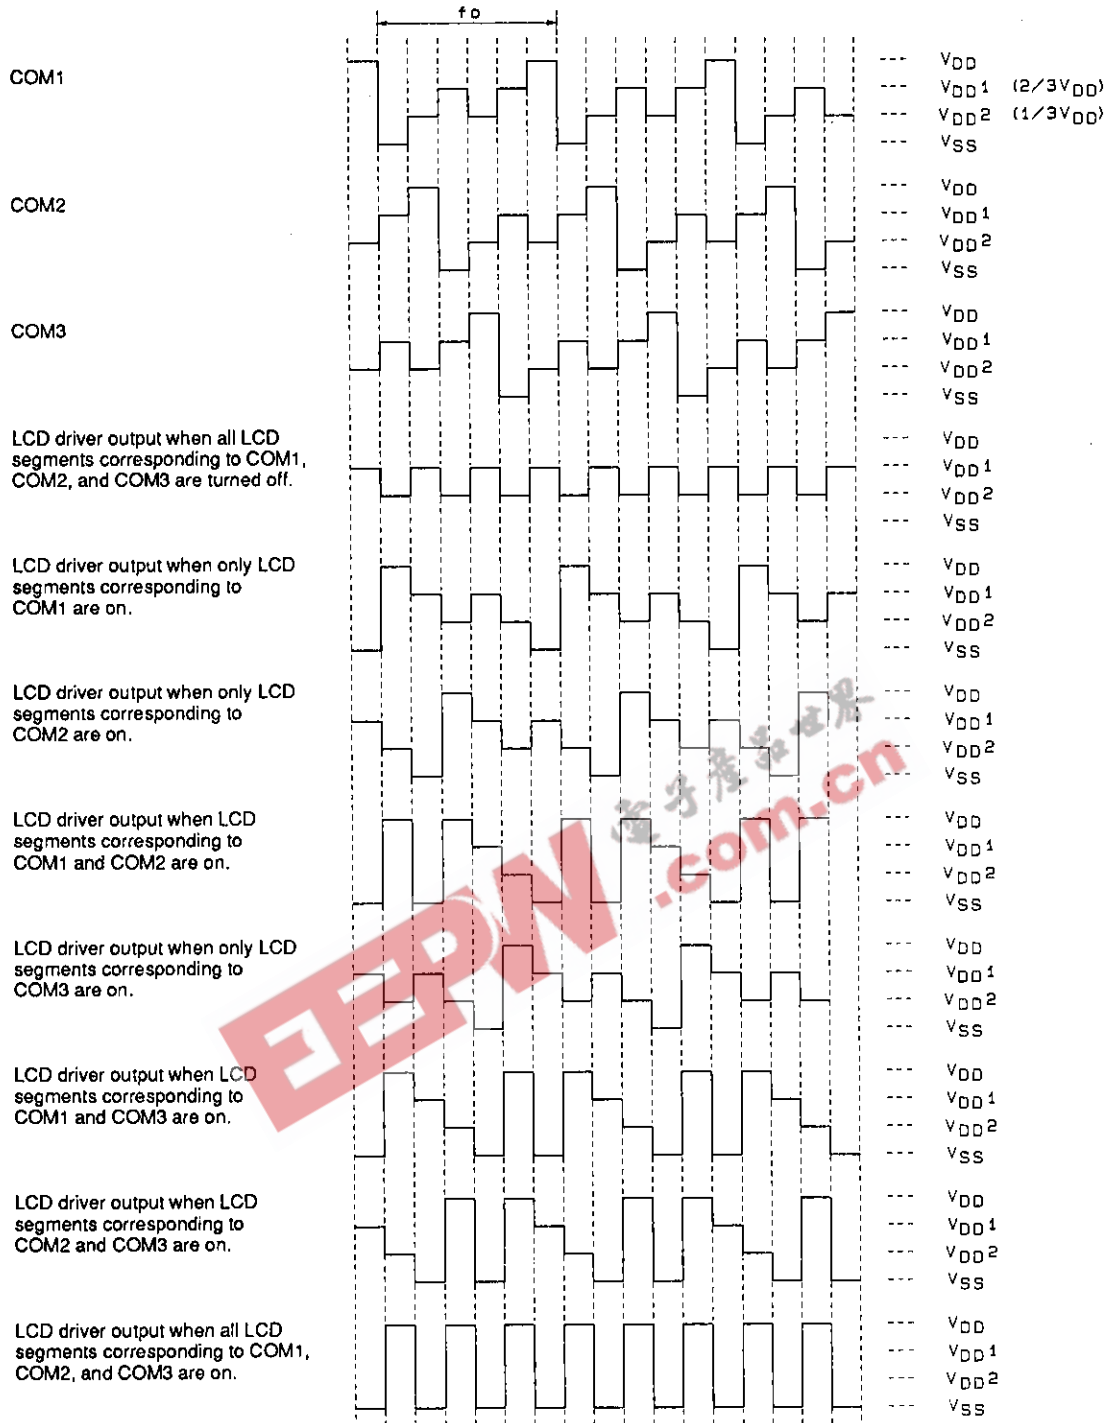 fD
COM1
--- VDD
--- VDD1 (2/3VDD)
--- VDD2 (1/3VDD)
--- VSS
COM2
--- VDD
--- VDD1
--- VDD2
--- VSS
COM3
--- VDD
--- VDD1
--- VDD2
--- VSS
LCD driver output when all LCD
segments corresponding to COM1,
COM2, and COM3 are turned off.
--- VDD
--- VDD1
--- VDD2
--- VSS
LCD driver output when only LCD
segments corresponding to
COM1 are on.
--- VDD
--- VDD1
--- VDD2
--- VSS
LCD driver output when only LCD
segments corresponding to
COM2 are on.
--- VDD
--- VDD1
--- VDD2
--- VSS
LCD driver output when LCD
segments corresponding to
COM1 and COM2 are on.
--- VDD
--- VDD1
--- VDD2
--- VSS
LCD driver output when only LCD
segments corresponding to
COM3 are on.
--- VDD
--- VDD1
--- VDD2
--- VSS
LCD driver output when LCD
segments corresponding to
COM1 and COM3 are on.
--- VDD
--- VDD1
--- VDD2
--- VSS
LCD driver output when LCD
segments corresponding to
COM2 and COM3 are on.
--- VDD
--- VDD1
--- VDD2
--- VSS
LCD driver output when all LCD
segments corresponding to COM1,
COM2, and COM3 are on.
--- VDD
--- VDD1
--- VDD2
--- VSS
電子産品世界
EEPW.com.cn